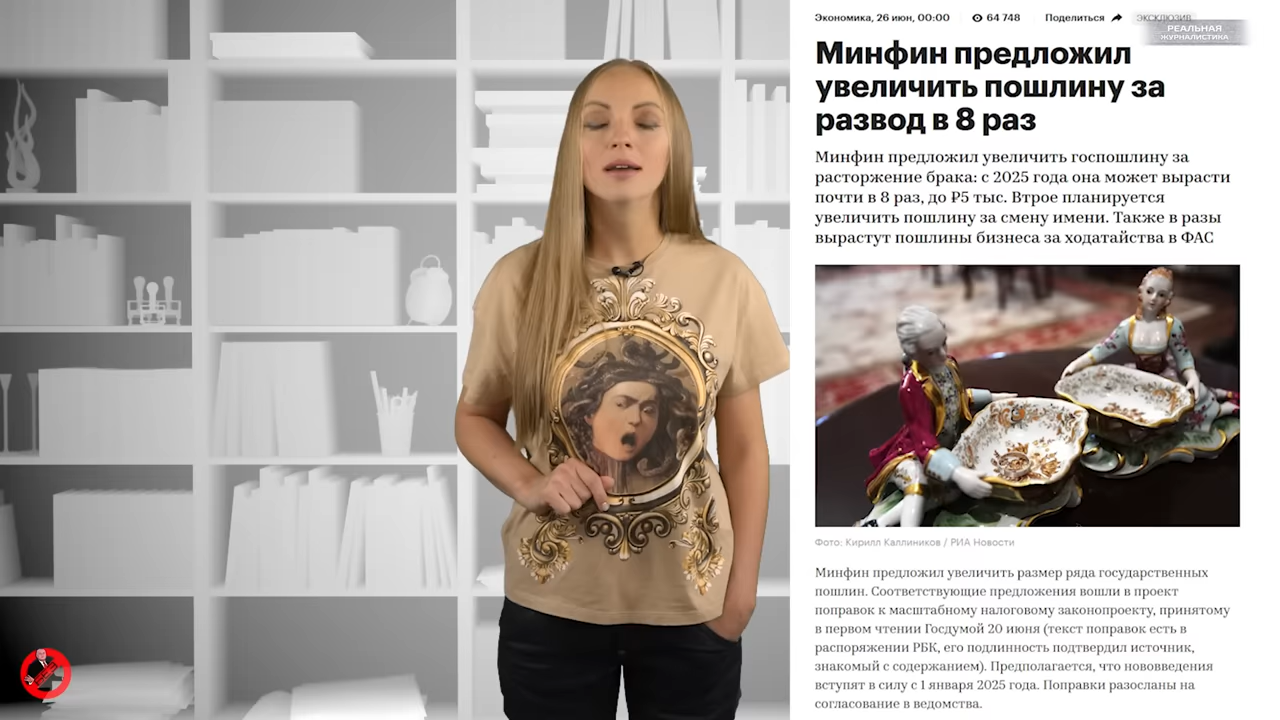 Экономика, 26 июн, 00:00 64 748 Поделиться ЭКСКЛЮЗИВ
РЕАЛЬНАЯ
ЖУРНАЛИСТИКА
Минфин предложил
увеличить пошлину за
развод в 8 раз
Минфин предложил увеличить госпошлину за
расторжение брака: с 2025 года она может вырасти
почти в 8 раз, до ₽5 тыс. Втрое планируется
увеличить пошлину за смену имени. Также в разы
вырастут пошлины бизнеса за ходатайства в ФАС
Фото: Кирилл Каллиников / РИА Новости
Минфин предложил увеличить размер ряда государственных
пошлин. Соответствующие предложения вошли в проект
поправок к масштабному налоговому законопроекту, принятому
в первом чтении Госдумой 20 июня (текст поправок есть в
распоряжении РБК, его подлинность подтвердил источник,
знакомый с содержанием). Предполагается, что нововведения
вступят в силу с 1 января 2025 года. Поправки разосланы на
согласование в ведомства.